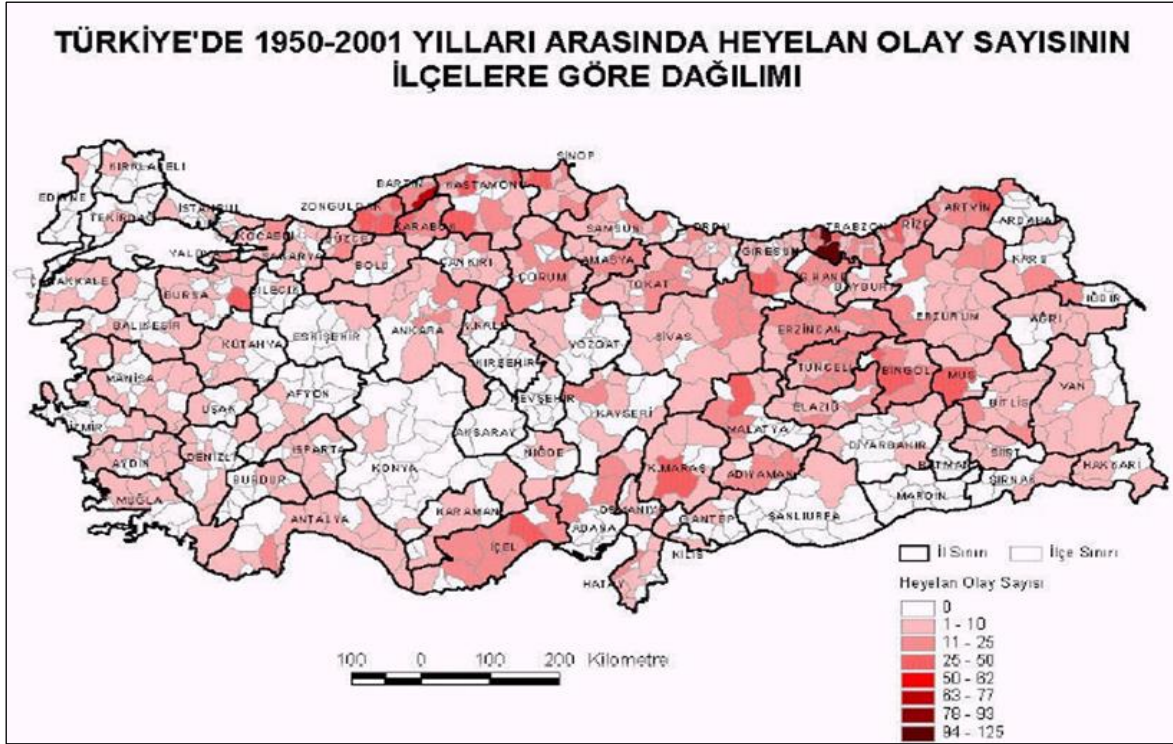 TÜRKİYE'DE 1950-2001 YILLARI ARASINDA HEYELAN OLAY SAYISININ
İLÇELERE GÖRE DAĞILIMI
SİNOP
KIRKLARELİ
EDİRNE
TEKİRDAĞ
İSTANBUL
BARTIN
KASTAMONU
ZONGULDAK
KARABÜK
KOCAELİ
DÜZCE
SAMSUN
ORDU
TRABZON
RİZE
ARTVİN
ARDAHAN
YALOVA
SAKARYA
BOLU
ÇANKIRI
AMASYA
GİRESUN
KARS
ÇORUM
TOKAT
BAYBURT
BURSA
BİLECİK
IĞDIR
BALIKESİR
ESKİŞEHİR
ANKARA
SİVAS
ERZİNCAN
ERZURUM
AĞRI
KÜTAHYA
KIRŞEHİR
YOZGAT
TUNCELİ
BİNGÖL
MUŞ
MANİSA
AFYON
NEVŞEHİR
KAYSERİ
VAN
UŞAK
ELAZIĞ
BİTLİS
İZMİR
AKSARAY
MALATYA
DİYARBAKIR
AYDIN
DENİZLİ
ISPARTA
KONYA
NİĞDE
K.MARAŞ
ADIYAMAN
BATMAN
SİİRT
HAKKARİ
BURDUR
ŞIRNAK
MUĞLA
MARDİN
ANTALYA
KARAMAN
OSMANİYE
G.ANTEP
ŞANLIURFA
ADANA
İÇEL
KİLİS
HATAY
İl Sınırı İlçe Sınırı
Heyelan Olay Sayısı
0
1 - 10
11 - 25
25 - 50
50 - 62
63 - 77
78 - 93
94 - 125
100 0 100 200 Kilometre